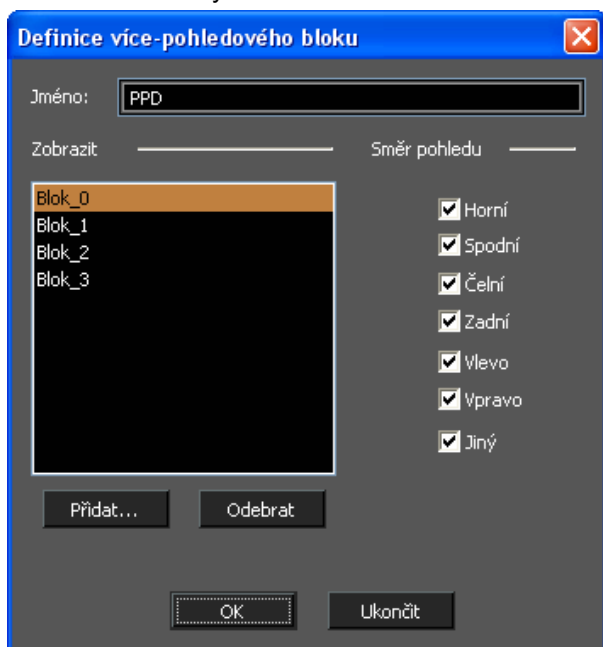 Definice více-pohledového bloku
Jméno: PPD
Zobrazit Směr pohledu
Blok_0
Blok_1
Blok_2
Blok_3
Horní
Spodní
Čelní
Zadní
Vlevo
Vpravo
Jiný
Přidat... Odebrat
OK Ukončit